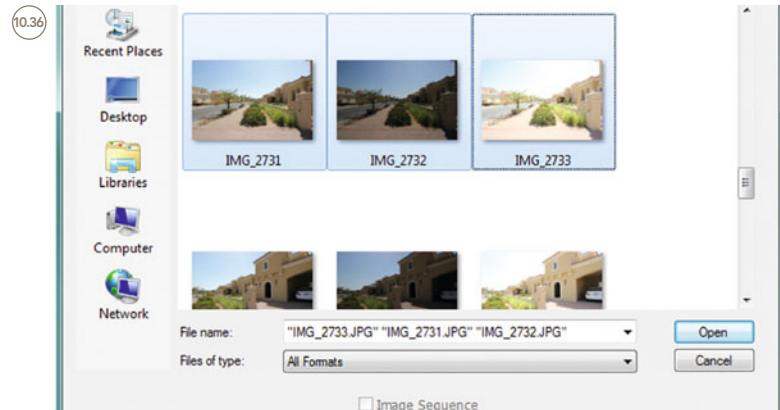 10.36
Recent Places
Desktop
Libraries
Computer
Network
IMG_2731 IMG_2732 IMG_2733
File name: "IMG_2733.JPG" "IMG_2731.JPG" "IMG_2732.JPG" Open
Files of type: All Formats Cancel
Image Sequence